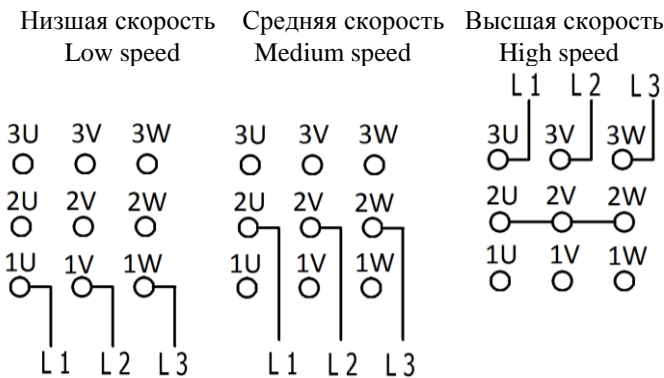 Низшая скорость Средняя скорость Высшая скорость
Low speed Medium speed High speed
L1 L2 L3
3U 3V 3W 3U 3V 3W 3U 3V 3W
2U 2V 2W 2U 2V 2W 2U 2V 2W
1U 1V 1W 1U 1V 1W 1U 1V 1W
L1 L2 L3 L1 L2 L3